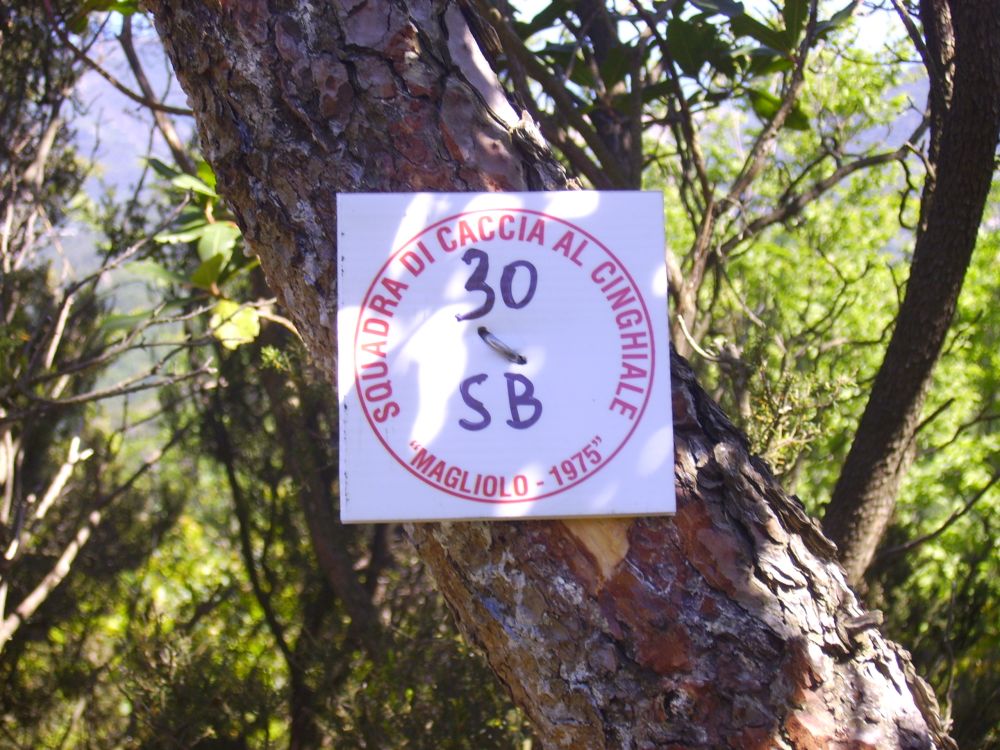 SQUADRA DI CACCIA AL CINGHIALE
30
SB
"MAGLIOLO - 1975"